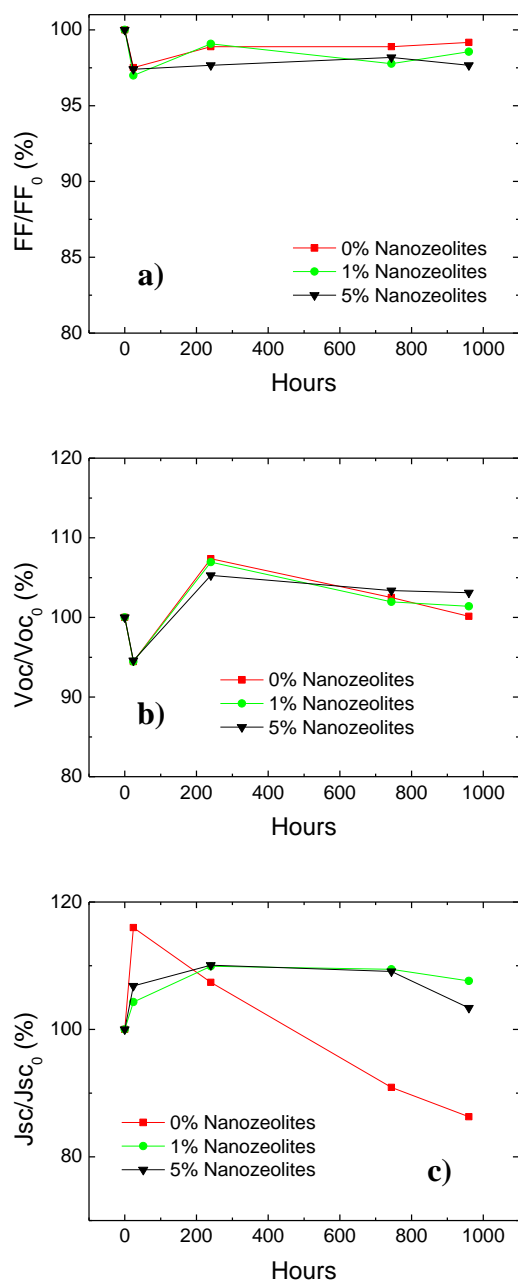 100
95
90
85
80
FF/FF0 (%)
0% Nanozeolites
1% Nanozeolites
5% Nanozeolites
a)
0 200 400 600 800 1000
Hours
120
110
100
90
80
Voc/Voc0 (%)
0% Nanozeolites
1% Nanozeolites
5% Nanozeolites
b)
0 200 400 600 800 1000
Hours
120
100
80
Jsc/Jsc0 (%)
0% Nanozeolites
1% Nanozeolites
5% Nanozeolites
c)
0 200 400 600 800 1000
Hours